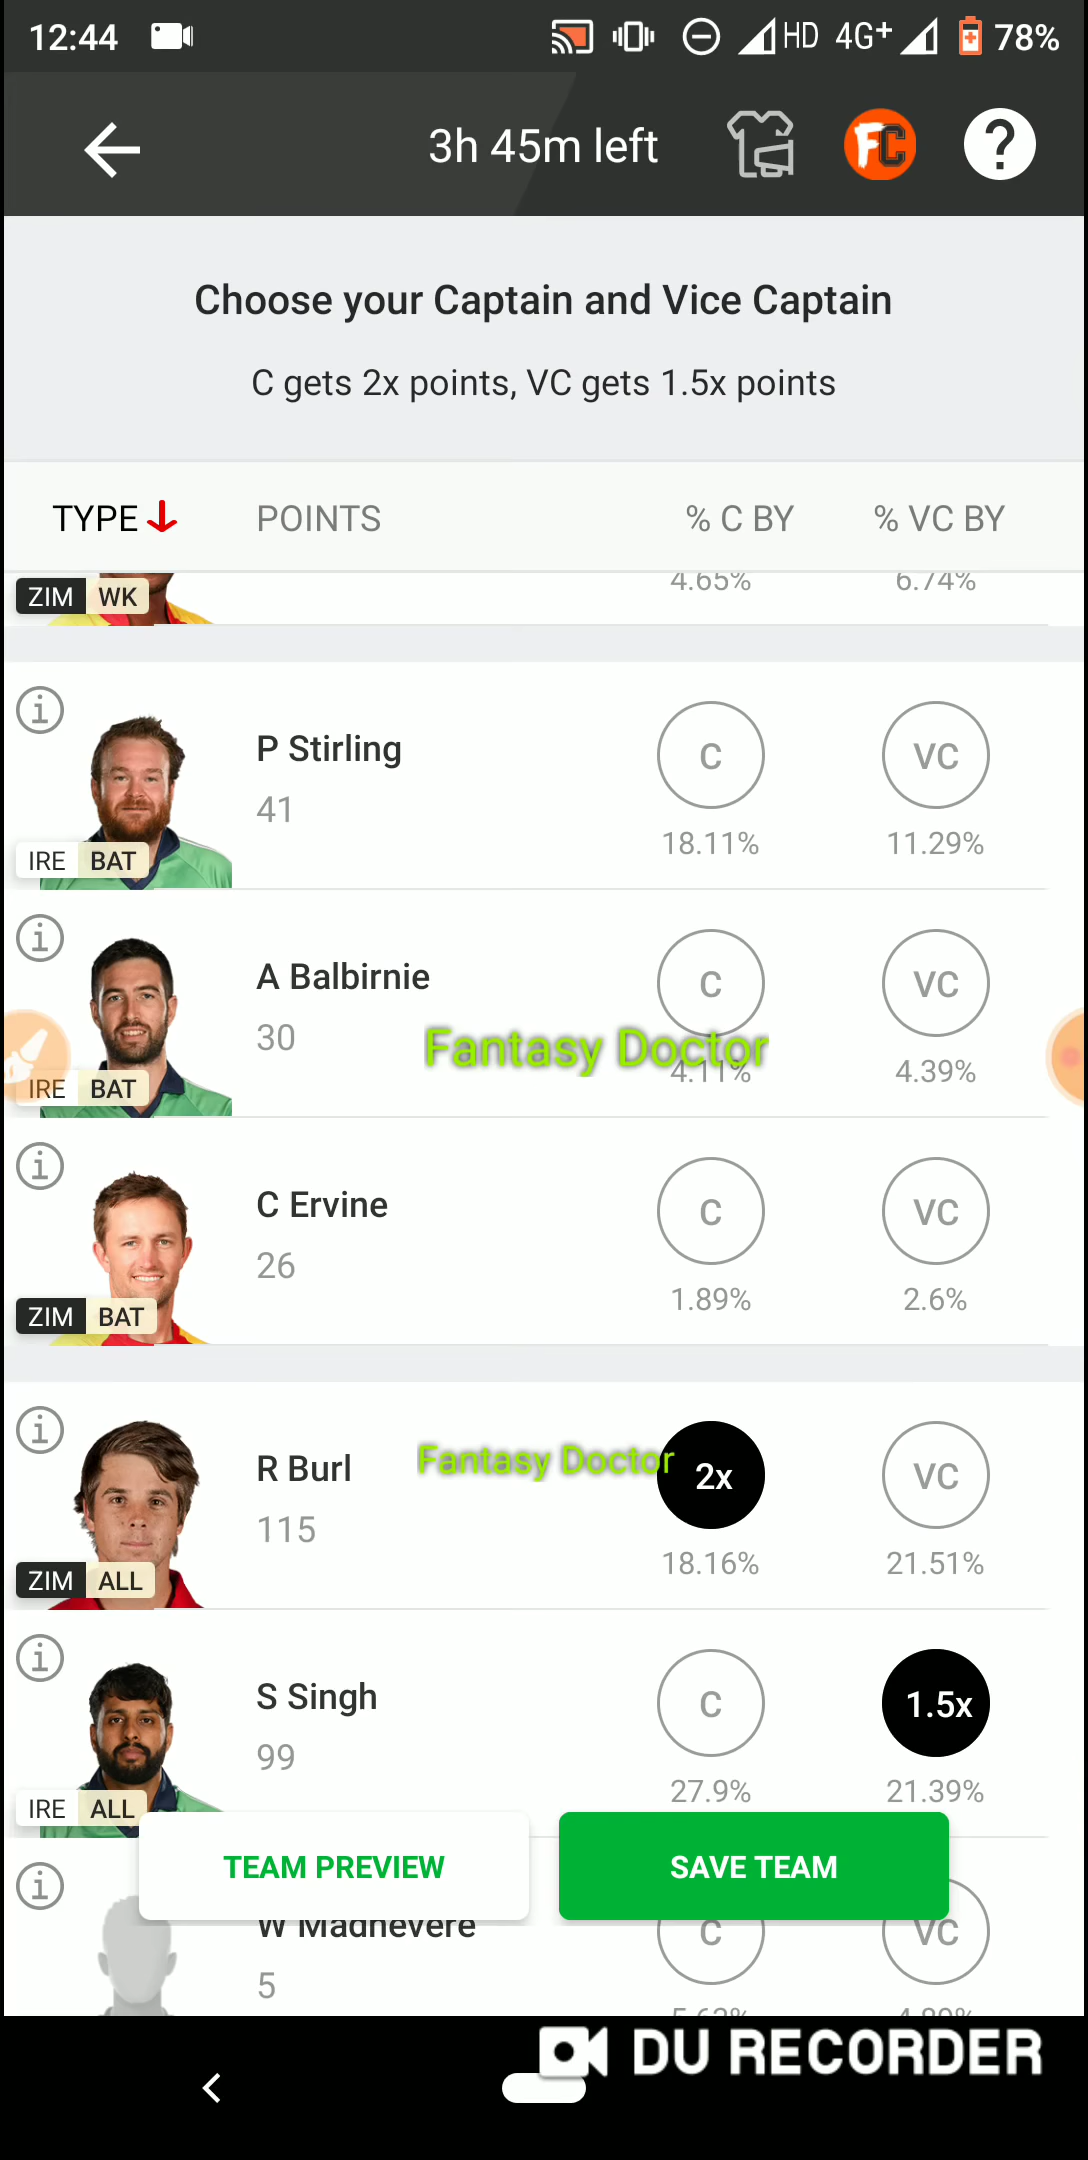 12:44 HD 4G+ 78%
3h 45m left FC ?
Choose your Captain and Vice Captain
C gets 2x points, VC gets 1.5x points
TYPE POINTS % C BY % VC BY
ZIM WK 4.65% 6.74%
P Stirling C VC
41
18.11% 11.29%
IRE BAT
A Balbirnie C VC
30 Fantasy Doctor
4.11% 4.39%
IRE BAT
C Ervine C VC
26
1.89% 2.6%
ZIM BAT
R Burl Fantasy Doctor 2x VC
115
18.16% 21.51%
ZIM ALL
S Singh C 1.5x
99
27.9% 21.39%
IRE ALL
TEAM PREVIEW SAVE TEAM
W Madhevere C VC
5
DU RECORDER